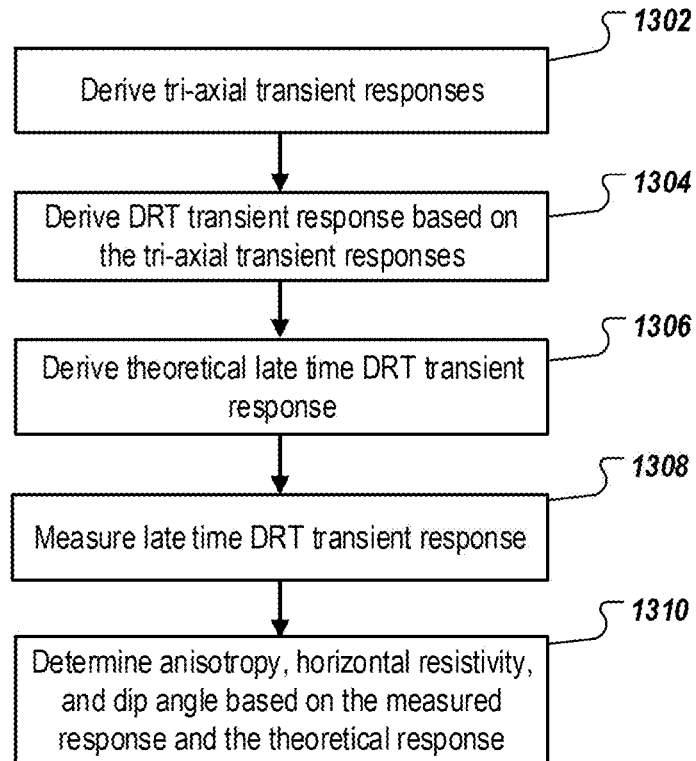 1302
Derive tri-axial transient responses
1304
Derive DRT transient response based on
the tri-axial transient responses
1306
Derive theoretical late time DRT transient
response
1308
Measure late time DRT transient response
1310
Determine anisotropy, horizontal resistivity,
and dip angle based on the measured
response and the theoretical response